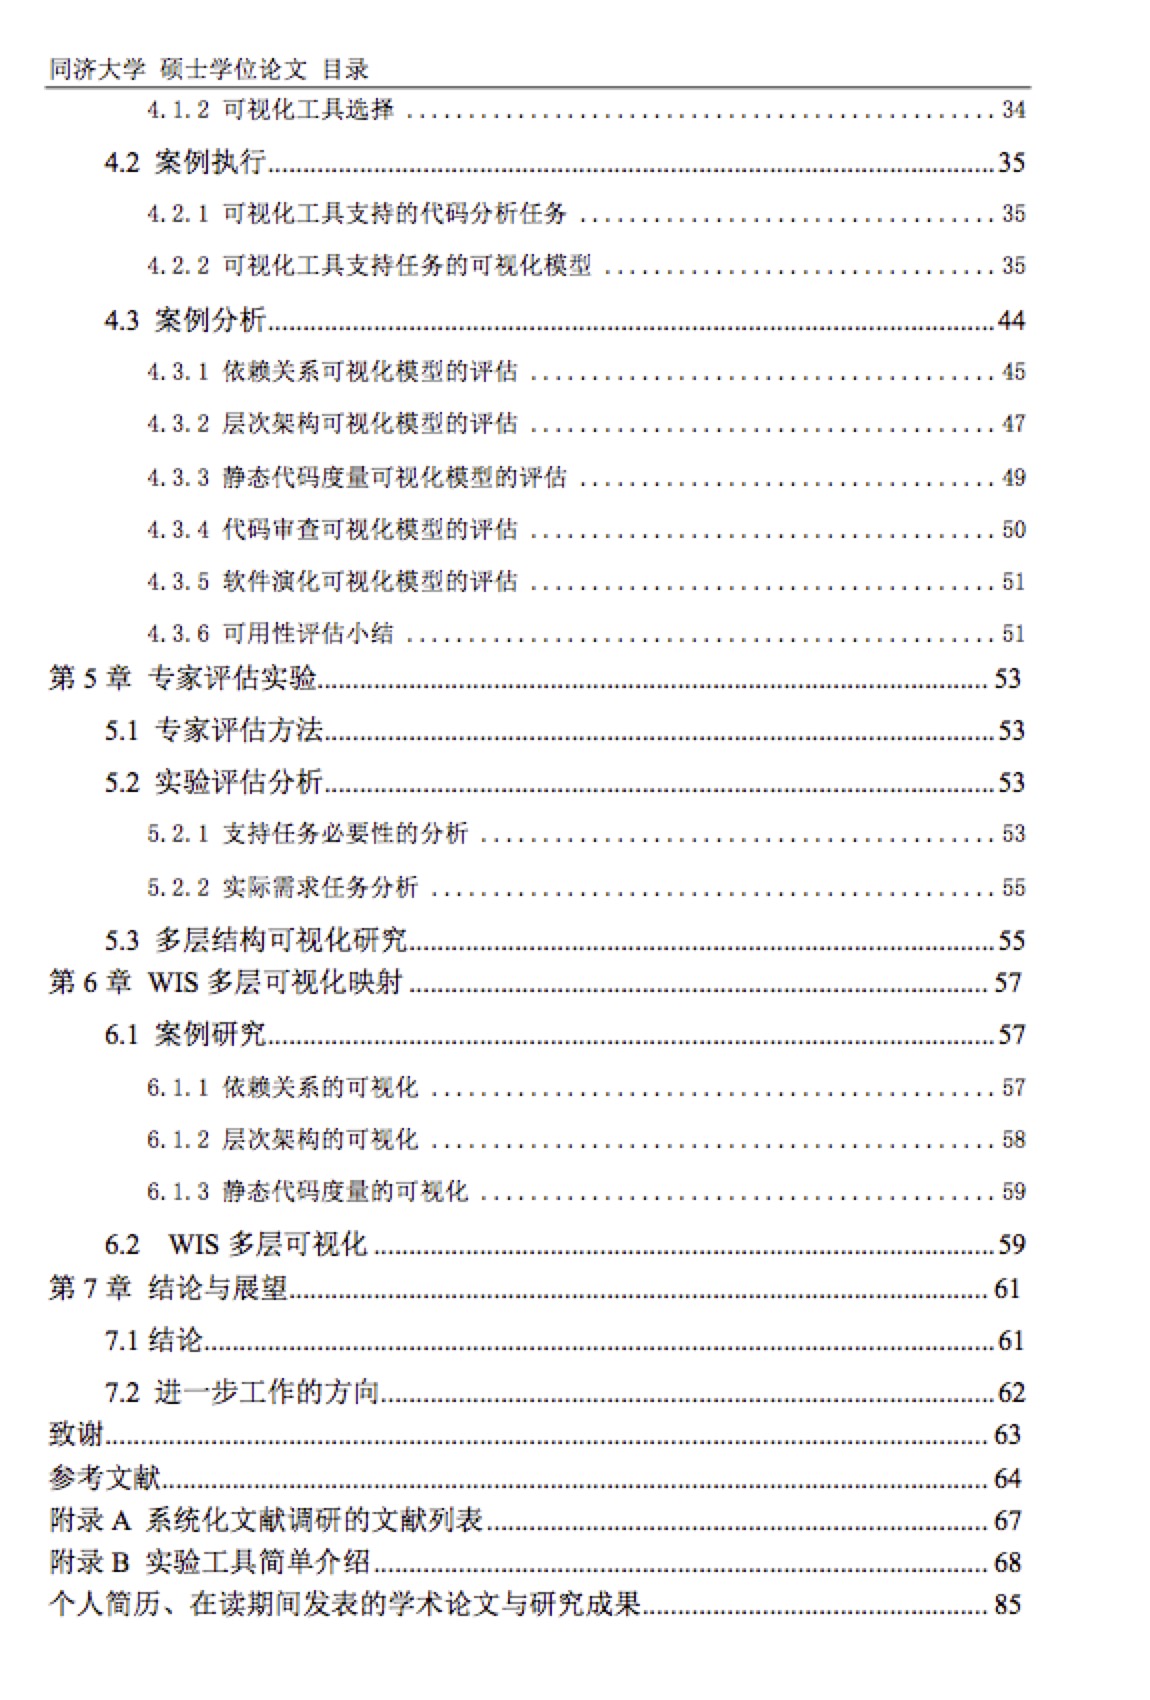 同济大学 硕士学位论文 目录
4.1.2 可视化工具选择 ................................................ 34
4.2 案例执行................................................35
4.2.1 可视化工具支持的代码分析任务 .................................. 35
4.2.2 可视化工具支持任务的可视化模型 ................................ 35
4.3 案例分析................................................44
4.3.1 依赖关系可视化模型的评估 ...................................... 45
4.3.2 层次架构可视化模型的评估 ...................................... 47
4.3.3 静态代码度量可视化模型的评估 .................................. 49
4.3.4 代码审查可视化模型的评估 ...................................... 50
4.3.5 软件演化可视化模型的评估 ...................................... 51
4.3.6 可用性评估小结 ................................................ 51
第 5 章 专家评估实验................................................ 53
5.1 专家评估方法................................................53
5.2 实验评估分析................................................53
5.2.1 支持任务必要性的分析 .......................................... 53
5.2.2 实际需求任务分析 .............................................. 55
5.3 多层结构可视化研究................................................55
第 6 章 WIS 多层可视化映射 ................................................ 57
6.1 案例研究................................................57
6.1.1 依赖关系的可视化 .............................................. 57
6.1.2 层次架构的可视化 .............................................. 58
6.1.3 静态代码度量的可视化 .......................................... 59
6.2 WIS 多层可视化 ................................................59
第 7 章 结论与展望................................................ 61
7.1 结论................................................61
7.2 进一步工作的方向................................................62
致谢................................................ 63
参考文献................................................ 64
附录 A 系统化文献调研的文献列表................................................ 67
附录 B 实验工具简单介绍................................................ 68
个人简历、在读期间发表的学术论文与研究成果................................................ 85